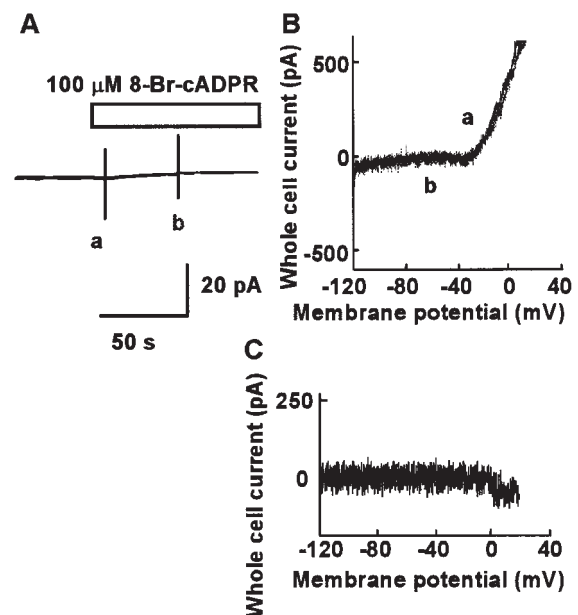 A
100 μM 8-Br-cADPR
a
b
20 pA
50 s
B
Whole cell current (pA)
500
0
-500
a
b
-120 -80 -40 0 40
Membrane potential (mV)
C
Whole cell current (pA)
250
0
-120 -80 -40 0 40
Membrane potential (mV)